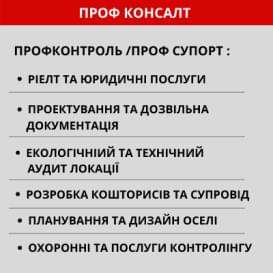 ПРОФ КОНСАЛТ
ПРОФКОНТРОЛЬ /ПРОФ СУПОРТ :
• РІЕЛТ ТА ЮРИДИЧНІ ПОСЛУГИ
• ПРОЕКТУВАННЯ ТА ДОЗВІЛЬНА
ДОКУМЕНТАЦІЯ
• ЕКОЛОГІЧНІИЙ ТА ТЕХНІЧНИЙ
АУДИТ ЛОКАЦІЇ
• РОЗРОБКА КОШТОРИСІВ ТА СУПРОВІД
• ПЛАНУВАННЯ ТА ДИЗАЙН ОСЕЛІ
• ОХОРОННІ ТА ПОСЛУГИ КОНТРОЛІНГУ